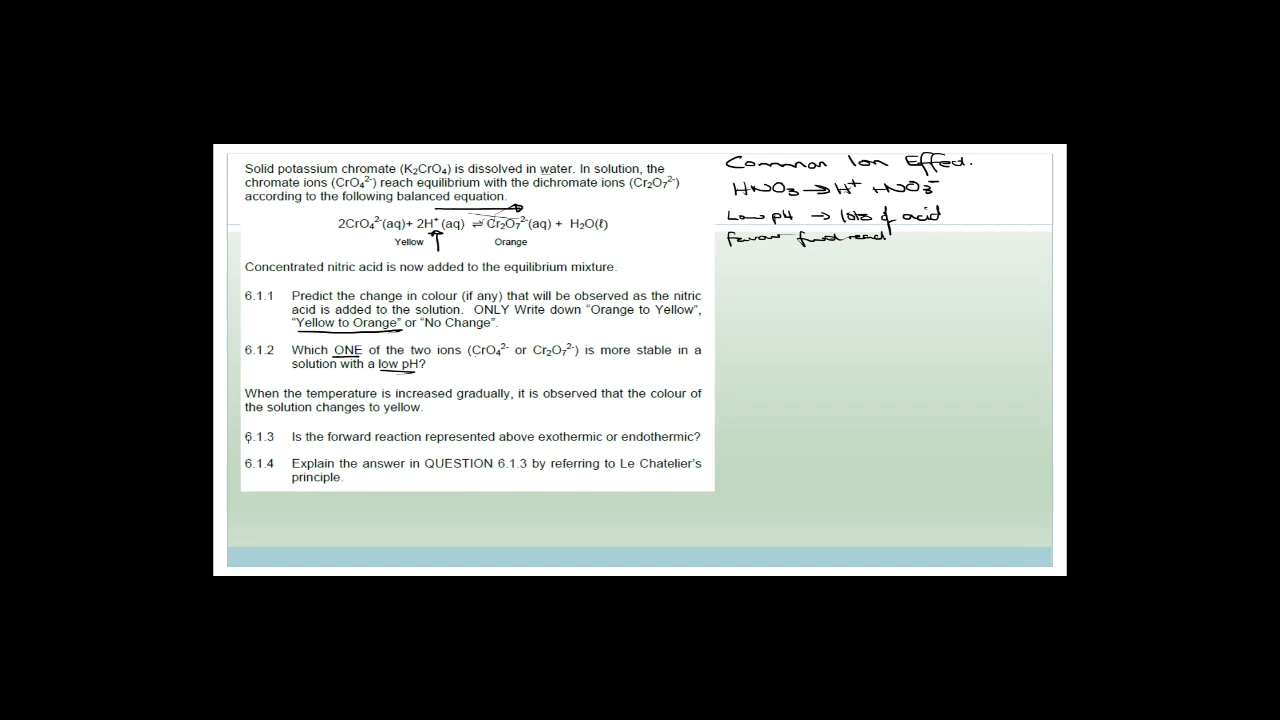 Solid potassium chromate (K₂CrO₄) is dissolved in water. In solution, the
chromate ions (CrO₄²⁻) reach equilibrium with the dichromate ions (Cr₂O₇²⁻)
according to the following balanced equation.
2CrO₄²⁻(aq)+ 2H⁺ (aq) ⇌ Cr₂O₇²⁻(aq) + H₂O(ℓ)
Yellow Orange
Concentrated nitric acid is now added to the equilibrium mixture.
6.1.1 Predict the change in colour (if any) that will be observed as the nitric
acid is added to the solution. ONLY Write down “Orange to Yellow”,
“Yellow to Orange” or “No Change”.
6.1.2 Which ONE of the two ions (CrO₄²⁻ or Cr₂O₇²⁻) is more stable in a
solution with a low pH?
When the temperature is increased gradually, it is observed that the colour of
the solution changes to yellow.
6.1.3 Is the forward reaction represented above exothermic or endothermic?
6.1.4 Explain the answer in QUESTION 6.1.3 by referring to Le Chatelier’s
principle.
Common Ion Effect.
HNO₃ → H⁺ + NO₃⁻
Low pH → lots of acid
favour